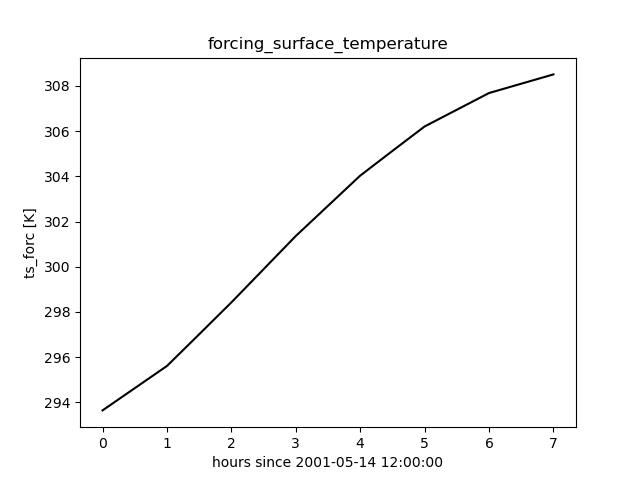 forcing_surface_temperature
ts_forc [K]
308
306
304
302
300
298
296
294
0 1 2 3 4 5 6 7
hours since 2001-05-14 12:00:00